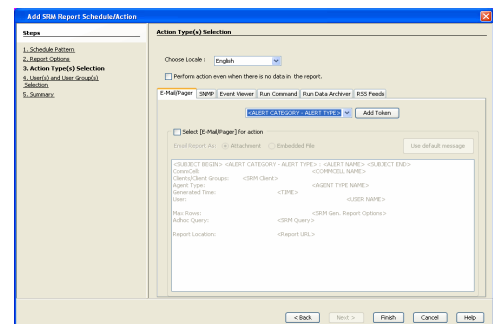 Add SRM Report Schedule/Action
Steps
1. Schedule Pattern
2. Report Options
3. Action Type(s) Selection
4. User(s) and User Group(s)
Selection
5. Summary
Action Type(s) Selection
Choose Locale : English
Perform action even when there is no data in the report.
E-Mail/Pager SNMP Event Viewer Run Command Run Data Archiver RSS Feeds
<ALERT CATEGORY - ALERT TYPE> Add Token
Select [E-Mail/Pager] for action
Email Report As: Attachment Embedded File Use default message
<SUBJECT BEGIN> <ALERT CATEGORY - ALERT TYPE> : <ALERT NAME> <SUBJECT END>
CommCell: <COMMCELL NAME>
Clients\Client Groups: <SRM Client>
Agent Type: <AGENT TYPE NAME>
Generated Time: <TIME>
User: <USER NAME>
Max Rows: <SRM Gen. Report Options>
Adhoc Query: <SRM Query>
Report Location: <Report URL>
< Back Next > Finish Cancel Help